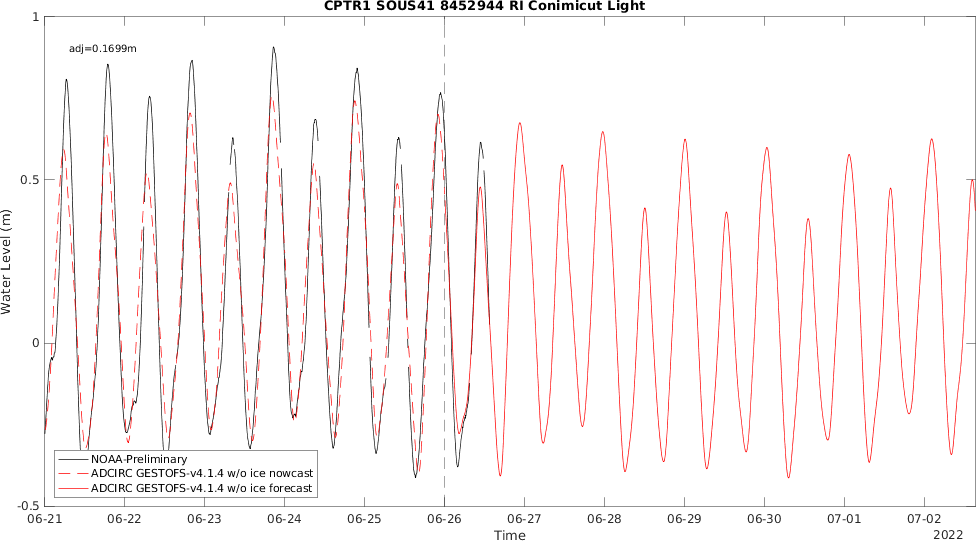 CPTR1 SOUS41 8452944 RI Conimicut Light
1
adj=0.1699m
0.5
Water Level (m)
0
NOAA-Preliminary
ADCIRC GESTOFS-v4.1.4 w/o ice nowcast
ADCIRC GESTOFS-v4.1.4 w/o ice forecast
-0.5
06-21 06-22 06-23 06-24 06-25 06-26 06-27 06-28 06-29 06-30 07-01 07-02
Time
2022